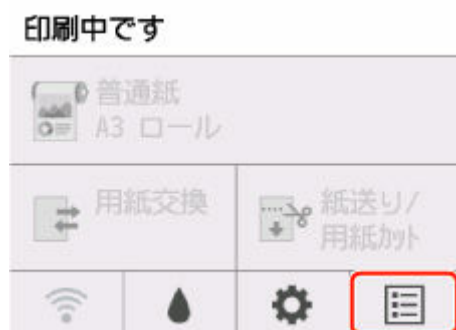 印刷中です
普通紙
A3 ロール
用紙交換
紙送り/
用紙カット